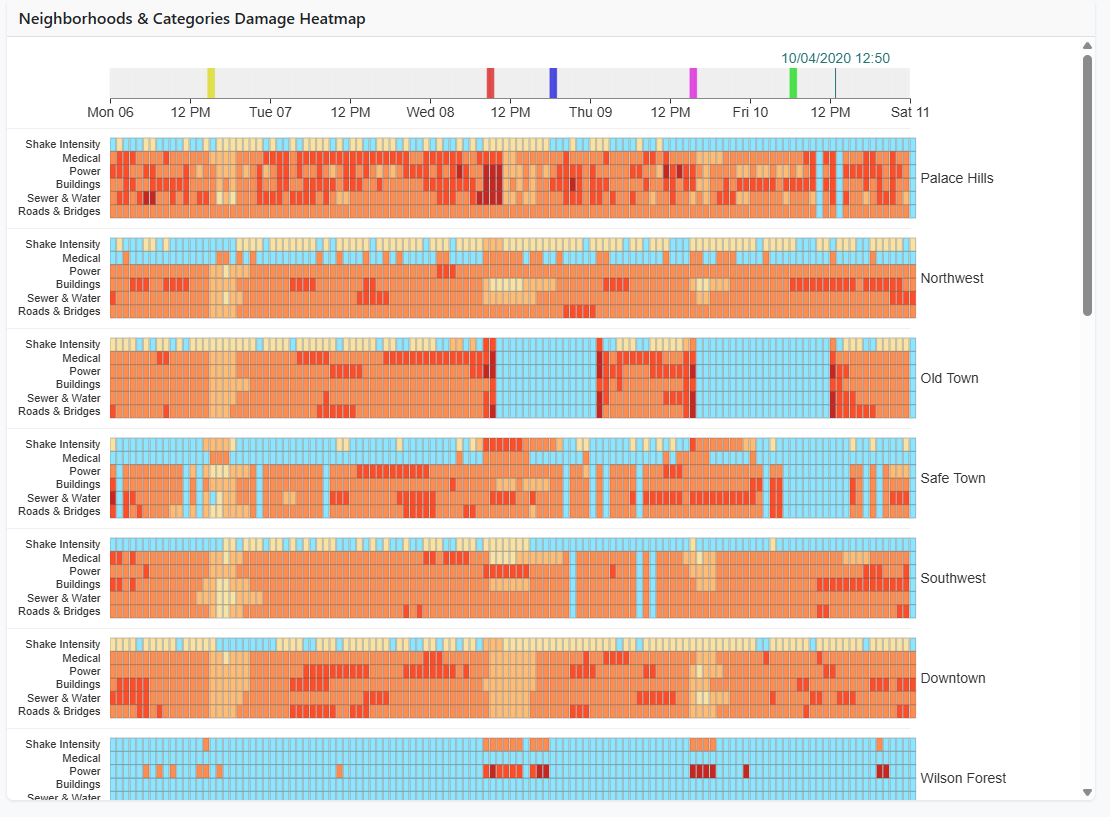 Neighborhoods & Categories Damage Heatmap
10/04/2020 12:50
Mon 06 12 PM Tue 07 12 PM Wed 08 12 PM Thu 09 12 PM Fri 10 12 PM Sat 11
Shake Intensity
Medical
Power
Buildings
Sewer & Water
Roads & Bridges
Palace Hills
Shake Intensity
Medical
Power
Buildings
Sewer & Water
Roads & Bridges
Northwest
Shake Intensity
Medical
Power
Buildings
Sewer & Water
Roads & Bridges
Old Town
Shake Intensity
Medical
Power
Buildings
Sewer & Water
Roads & Bridges
Safe Town
Shake Intensity
Medical
Power
Buildings
Sewer & Water
Roads & Bridges
Southwest
Shake Intensity
Medical
Power
Buildings
Sewer & Water
Roads & Bridges
Downtown
Shake Intensity
Medical
Power
Buildings
Sewer & Water
Wilson Forest